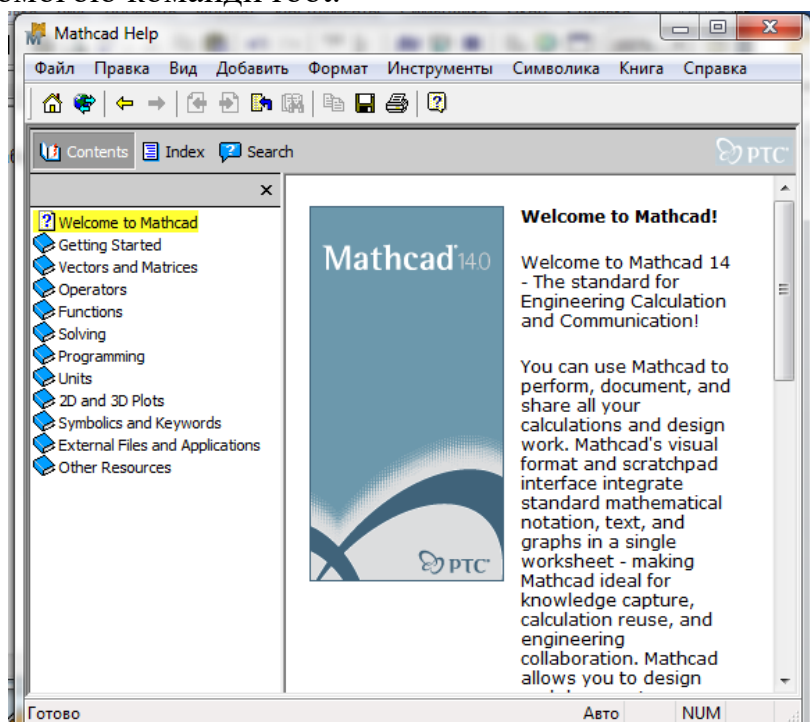 Mathcad Help
Файл Правка Вид Добавить Формат Инструменты Символика Книга Справка
Contents Index Search
PTC
Welcome to Mathcad
Getting Started
Vectors and Matrices
Operators
Functions
Solving
Programming
Units
2D and 3D Plots
Symbolics and Keywords
External Files and Applications
Other Resources
Mathcad 14.0
PTC
Welcome to Mathcad!
Welcome to Mathcad 14
- The standard for
Engineering Calculation
and Communication!
You can use Mathcad to
perform, document, and
share all your
calculations and design
work. Mathcad's visual
format and scratchpad
interface integrate
standard mathematical
notation, text, and
graphs in a single
worksheet - making
Mathcad ideal for
knowledge capture,
calculation reuse, and
engineering
collaboration. Mathcad
allows you to design
Готово Авто NUM